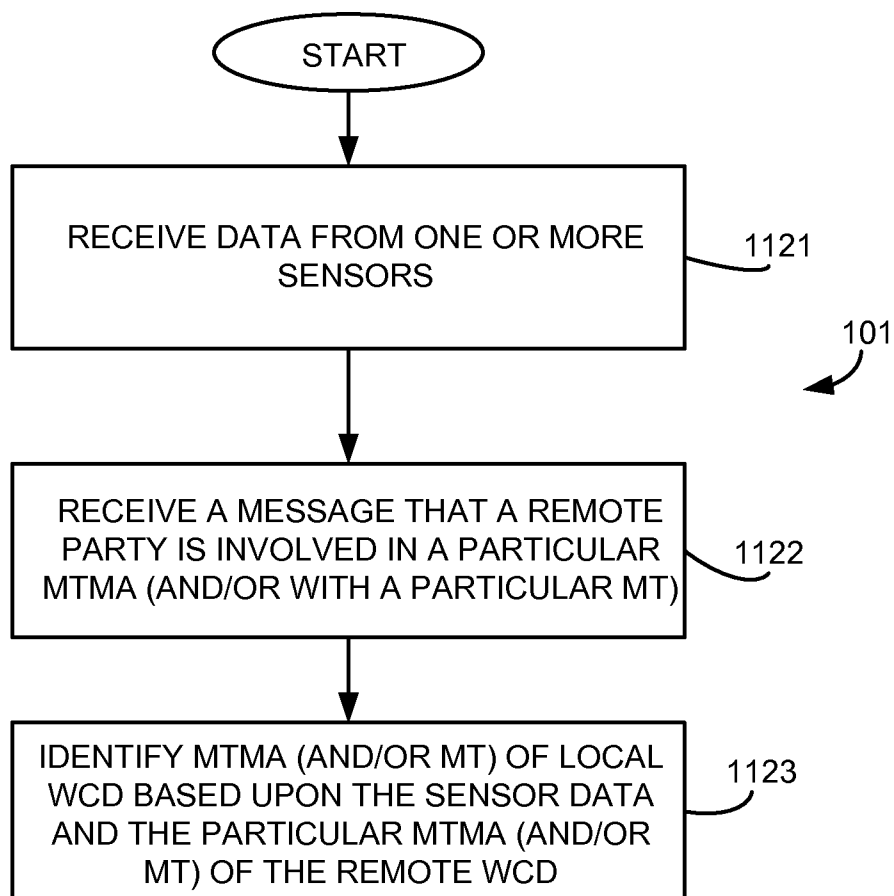 START
RECEIVE DATA FROM ONE OR MORE
SENSORS
1121
101
RECEIVE A MESSAGE THAT A REMOTE
PARTY IS INVOLVED IN A PARTICULAR
MTMA (AND/OR WITH A PARTICULAR MT)
1122
IDENTIFY MTMA (AND/OR MT) OF LOCAL
WCD BASED UPON THE SENSOR DATA
AND THE PARTICULAR MTMA (AND/OR
MT) OF THE REMOTE WCD
1123